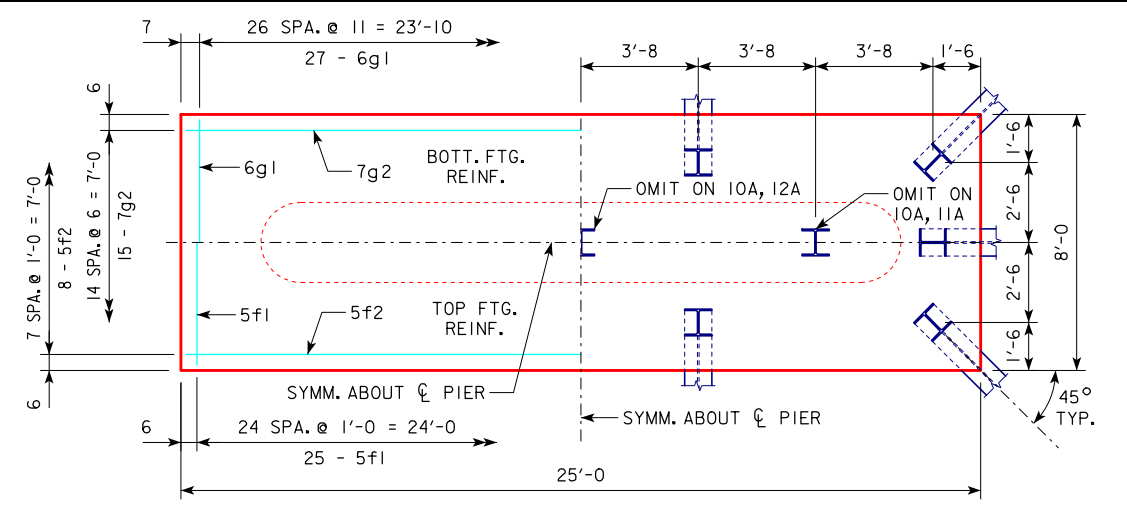 7
26 SPA. @ 11 = 23'-10
27 - 6g1
3'-8
3'-8
3'-8
1'-6
6
7 SPA. @ 1'-0 = 7'-0
8 - 5f2
14 SPA. @ 6 = 7'-0
15 - 7g2
6
6g1
7g2
BOTT. FTG.
REINF.
OMIT ON 10A, 12A
OMIT ON
10A, 11A
1'-6
2'-6
2'-6
1'-6
8'-0
5f1
5f2
TOP FTG.
REINF.
SYMM. ABOUT ℄ PIER
SYMM. ABOUT ℄ PIER
45°
TYP.
6
24 SPA. @ 1'-0 = 24'-0
25 - 5f1
25'-0